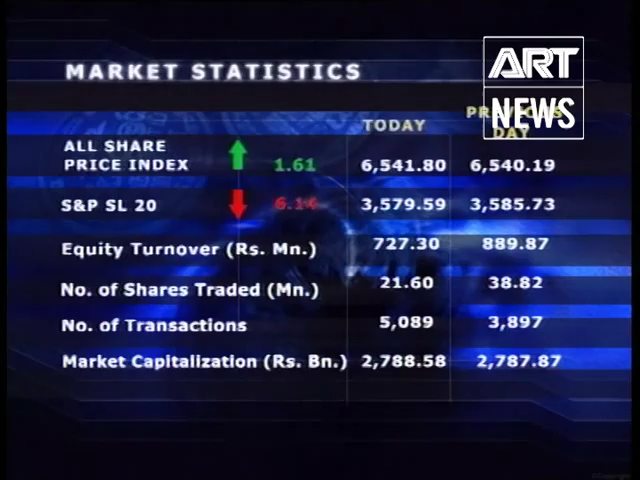 ART
NEWS
MARKET STATISTICS
TODAY
PREVIOUS
DAY
ALL SHARE
PRICE INDEX 1.61 6,541.80 6,540.19
S&P SL 20 6.14 3,579.59 3,585.73
Equity Turnover (Rs. Mn.) 727.30 889.87
No. of Shares Traded (Mn.) 21.60 38.82
No. of Transactions 5,089 3,897
Market Capitalization (Rs. Bn.) 2,788.58 2,787.87